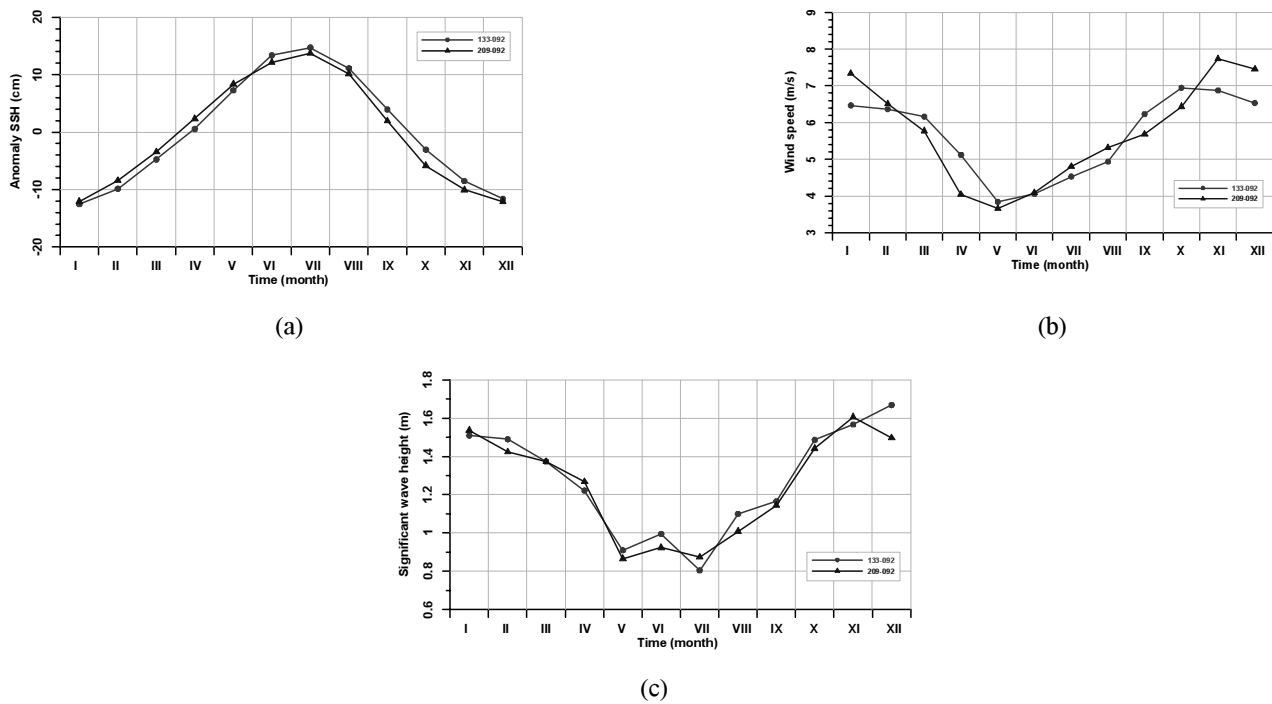 20
10
0
-10
-20
Anomaly SSH (cm)
133-092
209-092
I II III IV V VI VII VIII IX X XI XII
Time (month)
(a)
9
8
7
6
5
4
3
Wind speed (m/s)
133-092
209-092
I II III IV V VI VII VIII IX X XI XII
Time (month)
(b)
1.8
1.6
1.4
1.2
1
0.8
0.6
Significant wave height (m)
133-092
209-092
I II III IV V VI VII VIII IX X XI XII
Time (month)
(c)